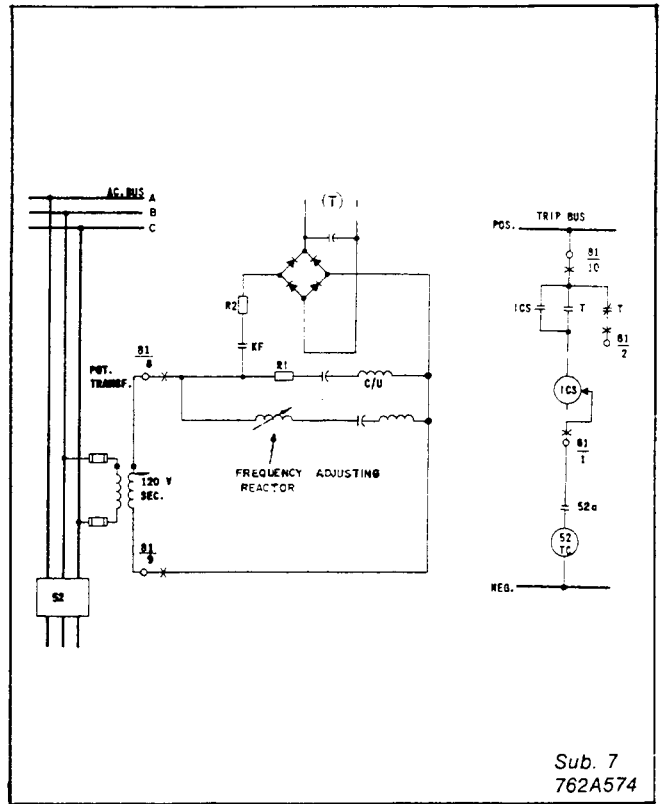 AC.BUS A
B
C
(T)
R2
KF
81
8
POT.
TRANSF.
R1
C/U
FREQUENCY ADJUSTING
REACTOR
120 V
SEC.
81
9
52
TRIP BUS
POS.
81
10
ICS
T
T
81
2
ICS
81
1
52a
52
TC
NEG.
Sub. 7
762A574